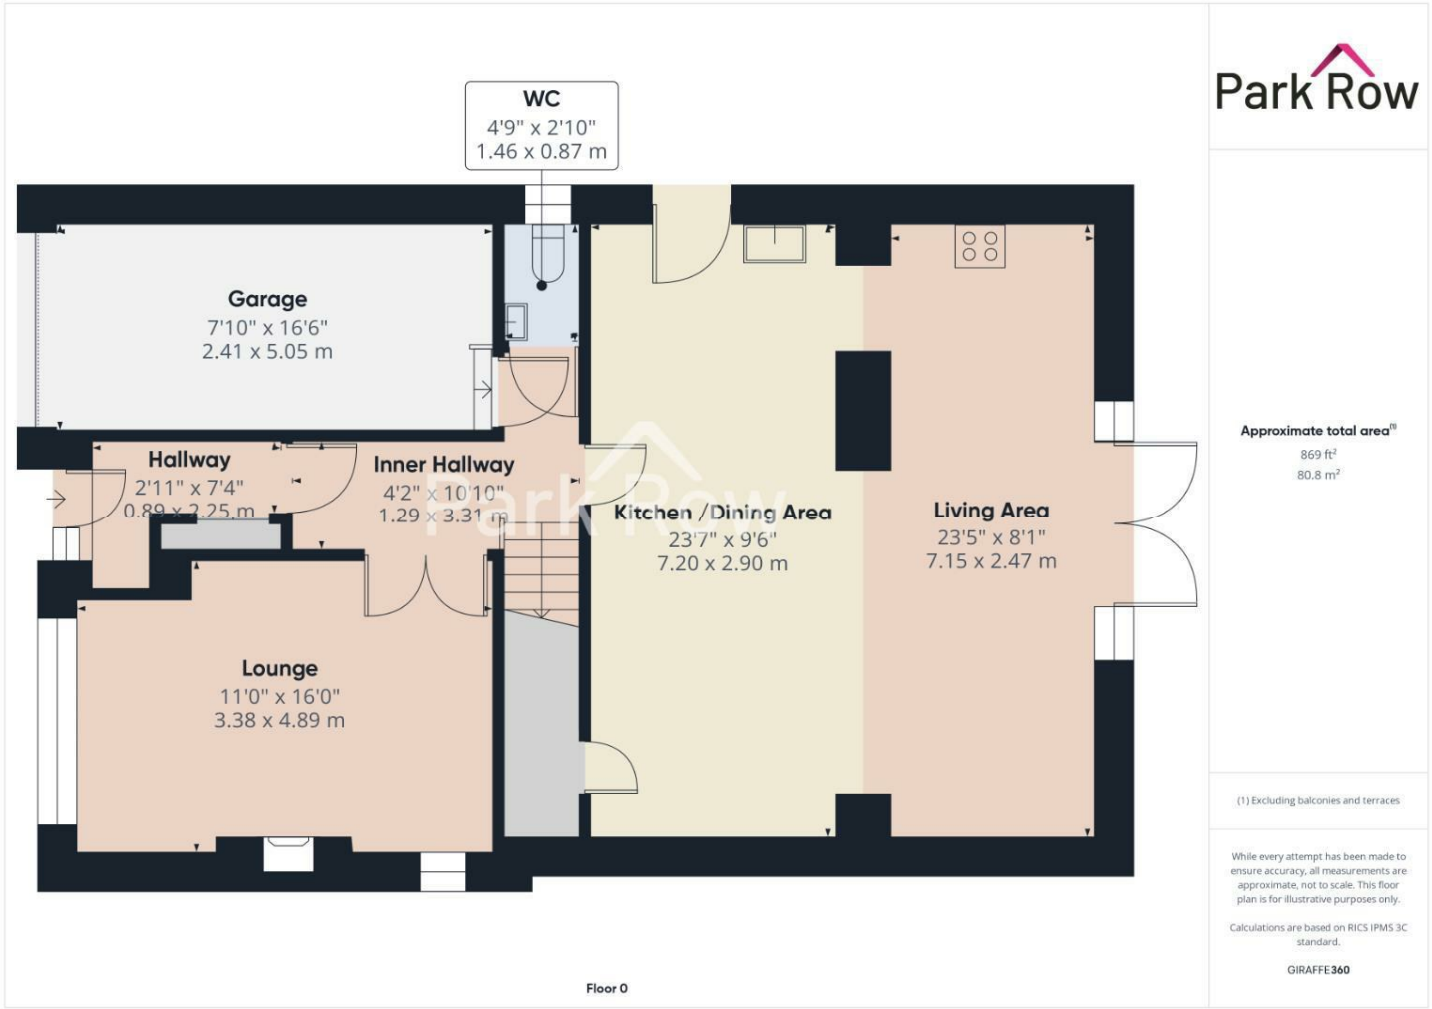 WC
4'9" x 2'10"
1.46 x 0.87 m
Garage
7'10" x 16'6"
2.41 x 5.05 m
Hallway
2'11" x 7'4"
0.89 x 2.25 m
Inner Hallway
4'2" x 10'10"
1.29 x 3.31 m
Kitchen /Dining Area
23'7" x 9'6"
7.20 x 2.90 m
Living Area
23'5" x 8'1"
7.15 x 2.47 m
Lounge
11'0" x 16'0"
3.38 x 4.89 m
Park Row
Floor 0
Park Row
Approximate total area(1)
869 ft²
80.8 m²
(1) Excluding balconies and terraces
While every attempt has been made to
ensure accuracy, all measurements are
approximate, not to scale. This floor
plan is for illustrative purposes only.
Calculations are based on RICS IPMS 3C
standard.
GIRAFFE360